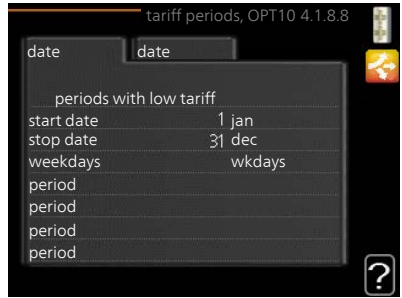 tariff periods, OPT10 4.1.8.8
date date
periods with low tariff
start date 1 jan
stop date 31 dec
weekdays wkdays
period
period
period
period
?